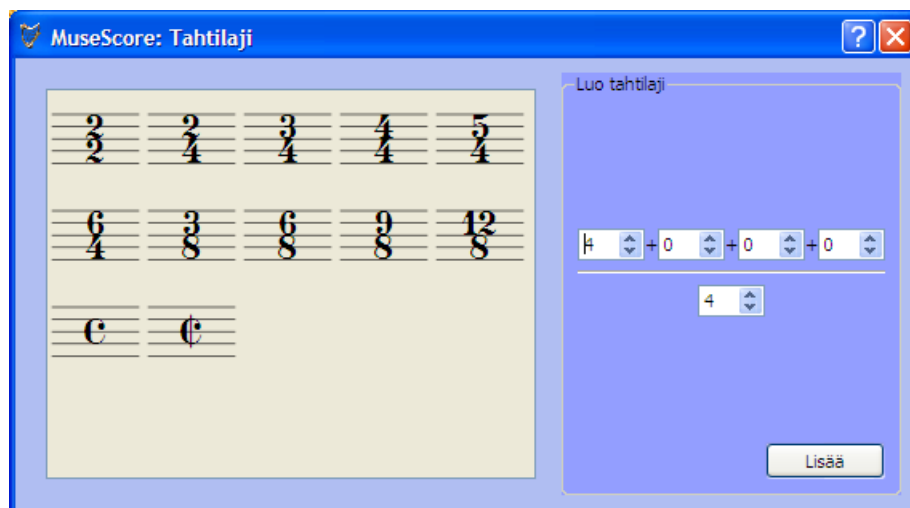 MuseScore: Tahtilaji
2 2 3 4 5
2 4 4 4 4
6 3 6 9 12
4 8 8 8 8
Luo tahtilaji
4 + 0 + 0 + 0
4
Lisää